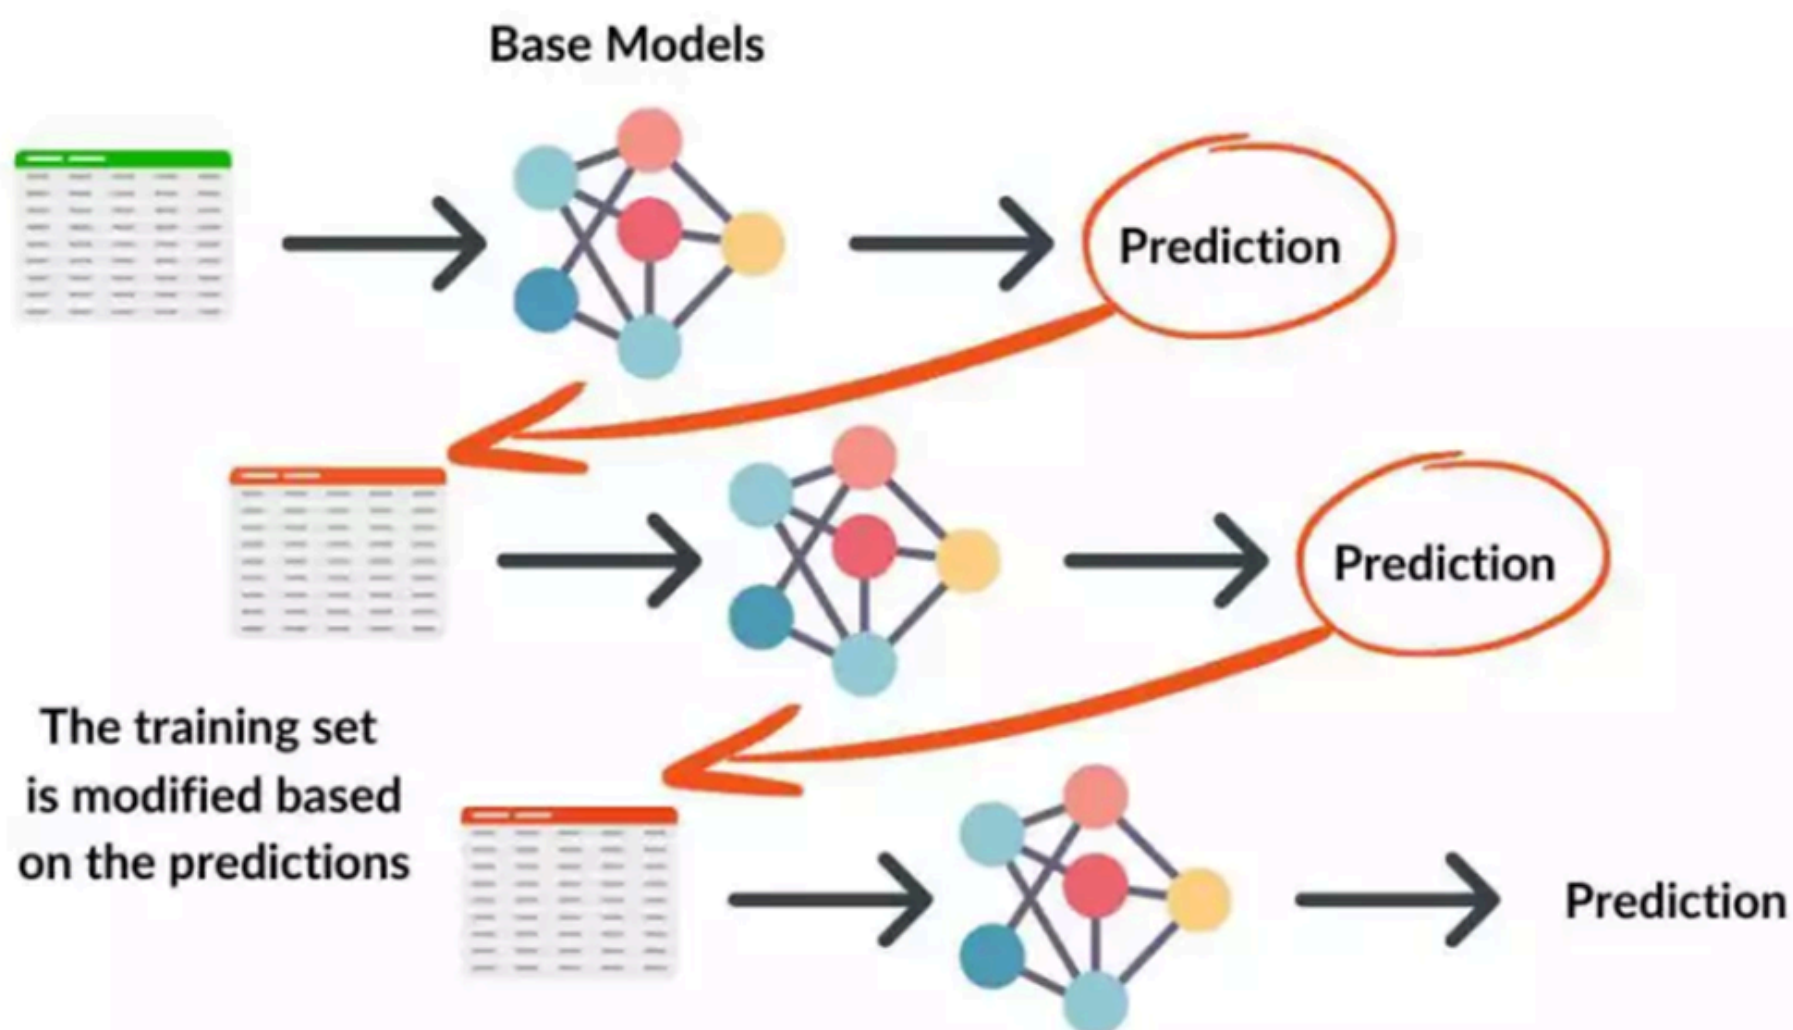 Base Models
Prediction
Prediction
The training set
is modified based
on the predictions
Prediction